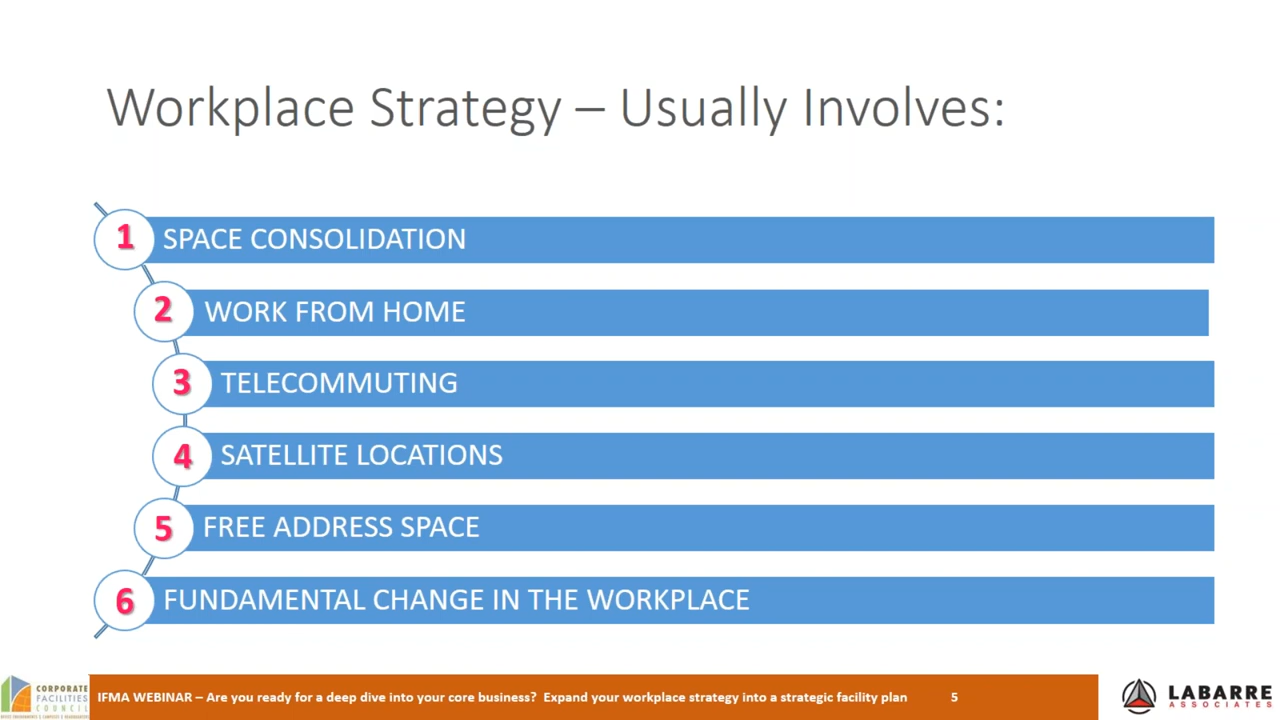 Workplace Strategy – Usually Involves:
1 SPACE CONSOLIDATION
2 WORK FROM HOME
3 TELECOMMUTING
4 SATELLITE LOCATIONS
5 FREE ADDRESS SPACE
6 FUNDAMENTAL CHANGE IN THE WORKPLACE
CORPORATE
FACILITIES
COUNCIL
IFMA WEBINAR – Are you ready for a deep dive into your core business? Expand your workplace strategy into a strategic facility plan 5
LABARRE
ASSOCIATES